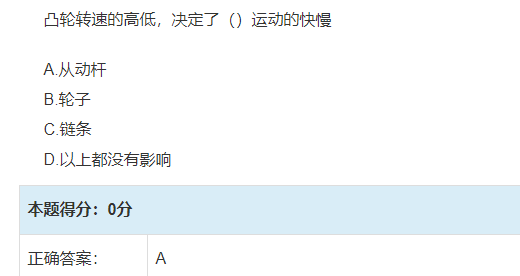 凸轮转速的高低，决定了（）运动的快慢
A.从动杆
B.轮子
C.链条
D.以上都没有影响
本题得分：0分
正确答案：
A